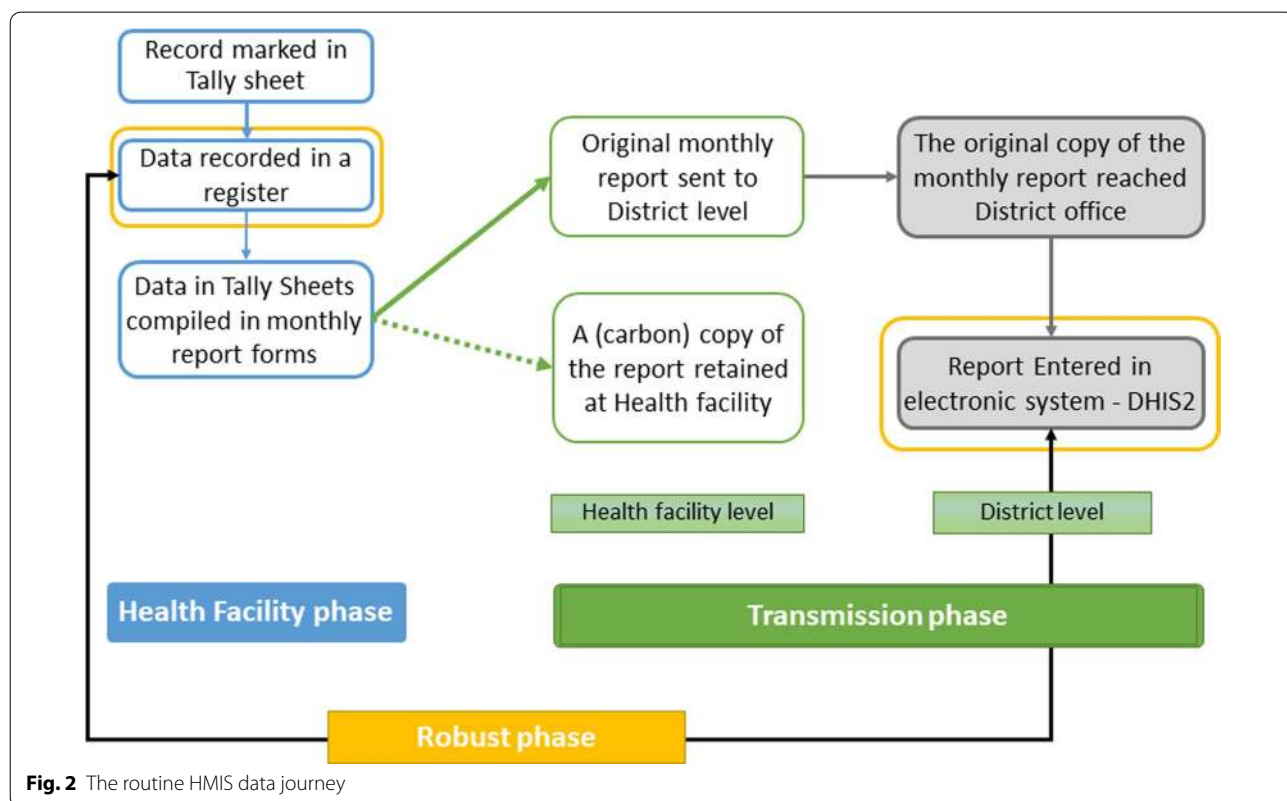 Record marked in
Tally sheet
Data recorded in a
register
Data in Tally Sheets
compiled in monthly
report forms
Original monthly
report sent to
District level
A (carbon) copy of
the report retained
at Health facility
The original copy of the
monthly report reached
District office
Report Entered in
electronic system - DHIS2
Health facility level
District level
Health Facility phase
Transmission phase
Robust phase
Fig. 2 The routine HMIS data journey